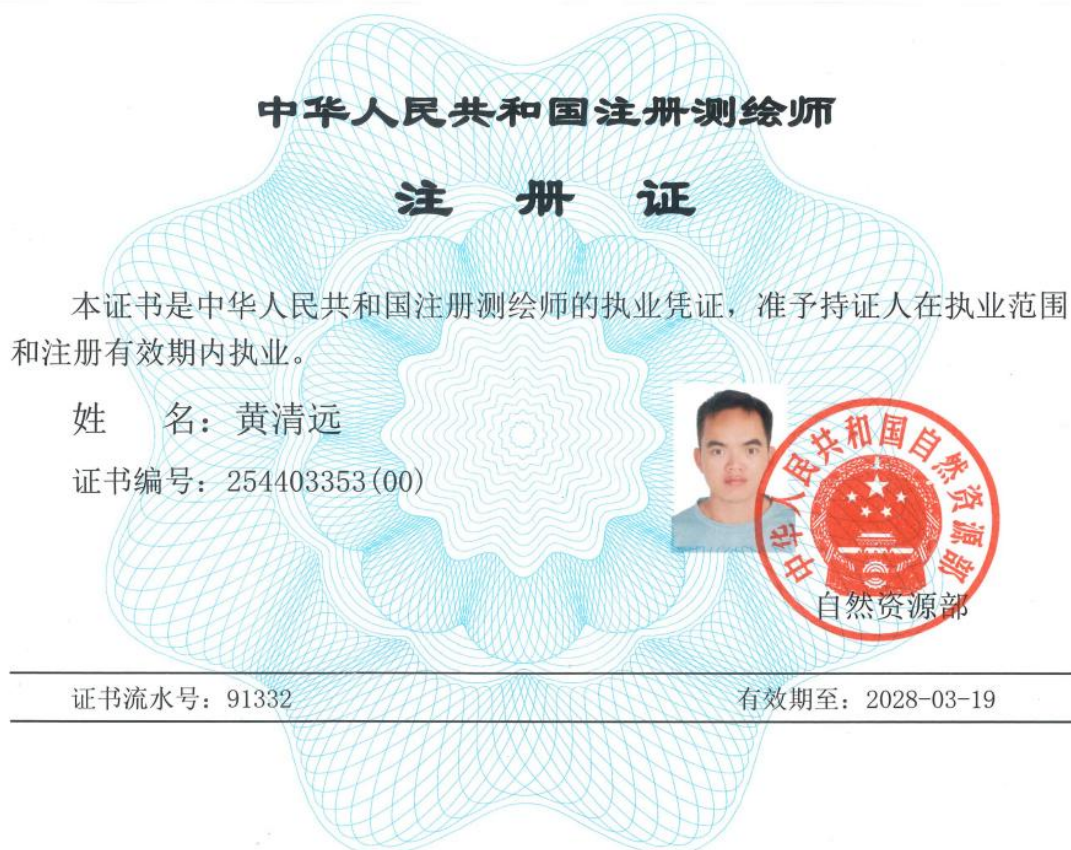 中华人民共和国注册测绘师
注 册 证
本证书是中华人民共和国注册测绘师的执业凭证，准予持证人在执业范围
和注册有效期内执业。
姓 名：黄清远
证书编号：254403353(00)
中华人民共和国自然资源部
自然资源部
证书流水号：91332 有效期至：2028-03-19